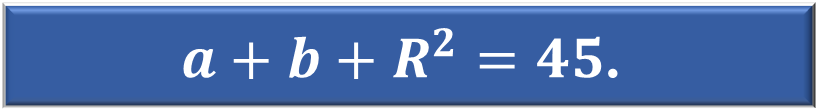 a + b + R² = 45.